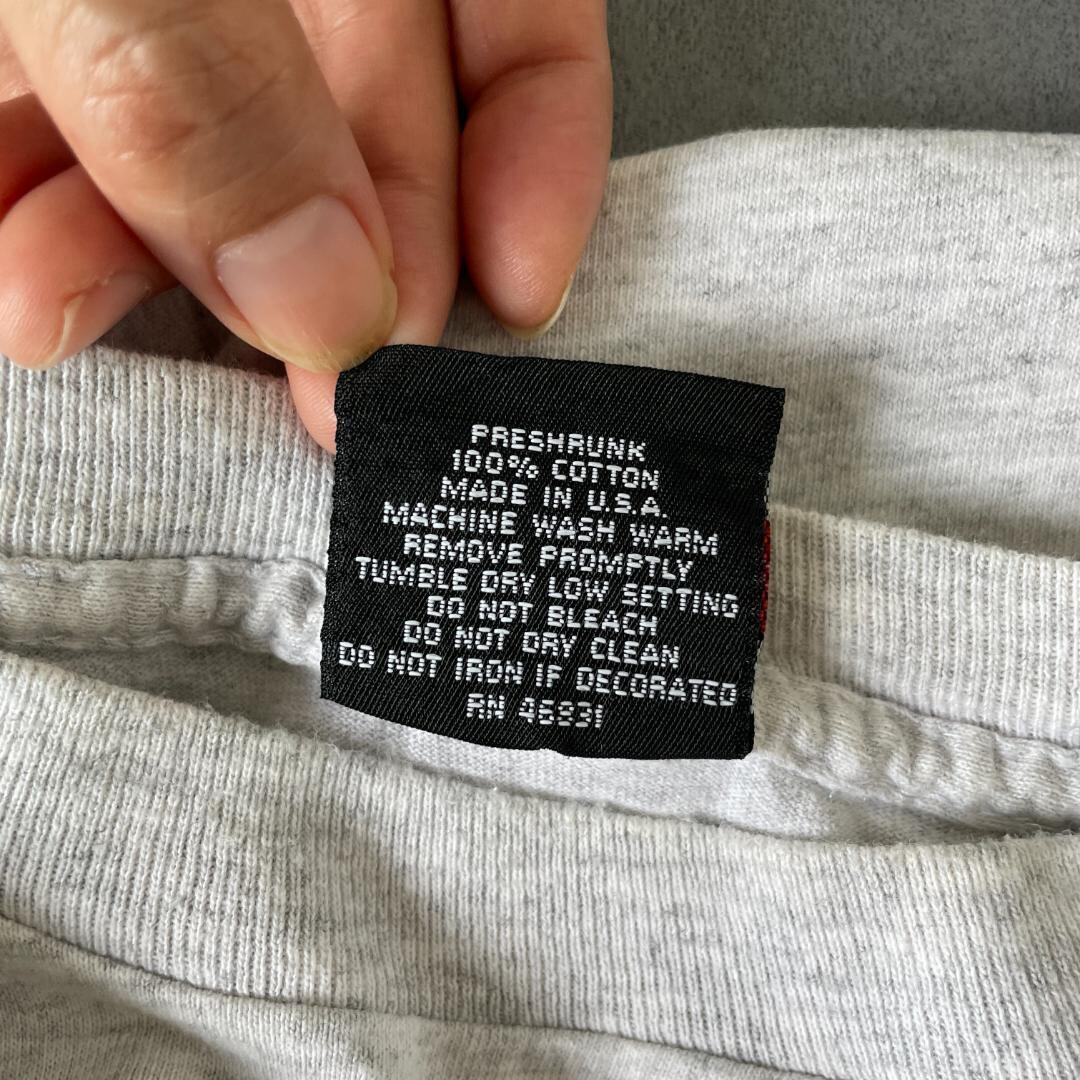 PRESHRUNK
100% COTTON
MADE IN U.S.A.
MACHINE WASH WARM
REMOVE PROMPTLY
TUMBLE DRY LOW SETTING
DO NOT BLEACH
DO NOT DRY CLEAN
DO NOT IRON IF DECORATED
RN 46831